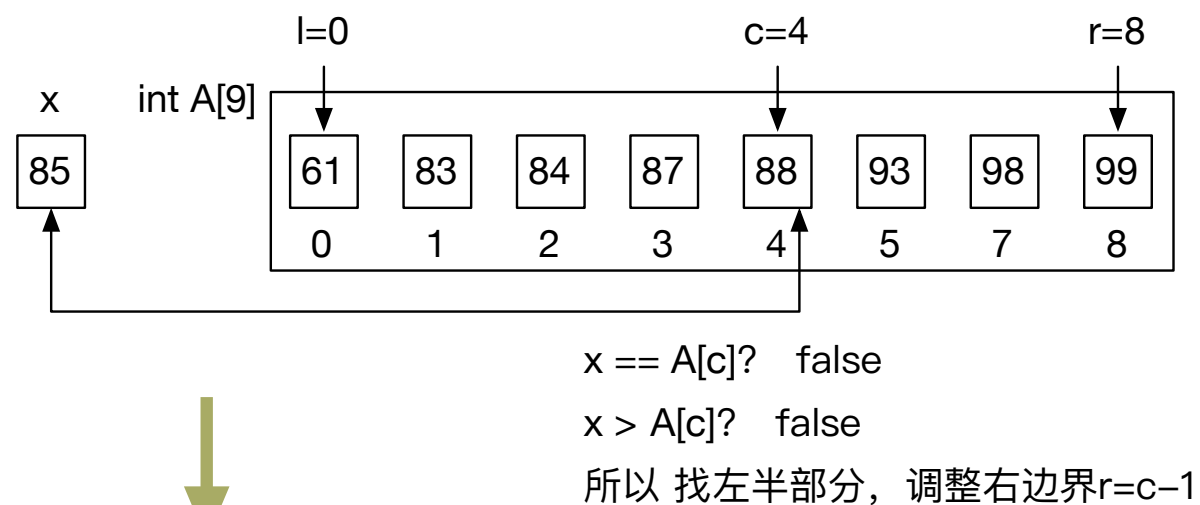 l=0 c=4 r=8
x int A[9]
85 61 83 84 87 88 93 98 99
0 1 2 3 4 5 7 8
x == A[c]? false
x > A[c]? false
所以 找左半部分，调整右边界r=c–1